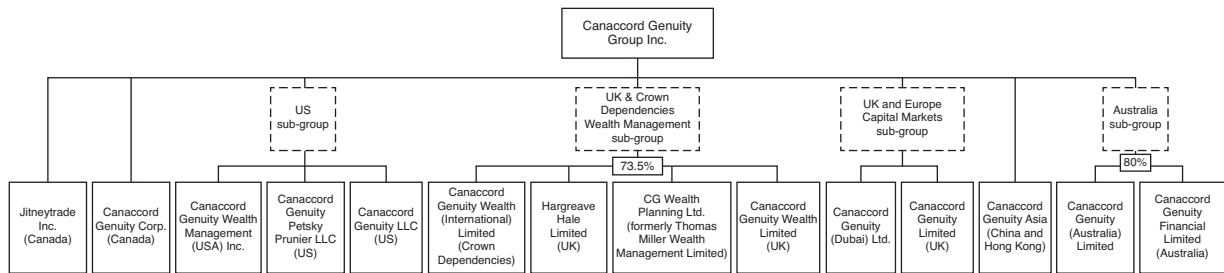 Canaccord Genuity
Group Inc.
US
sub-group
UK & Crown
Dependencies
Wealth Management
sub-group
UK and Europe
Capital Markets
sub-group
Australia
sub-group
73.5%
80%
Jitneytrade
Inc.
(Canada)
Canaccord
Genuity Corp.
(Canada)
Canaccord
Genuity Wealth
Management
(USA) Inc.
Canaccord
Genuity
Petsky
Prunier LLC
(US)
Canaccord
Genuity LLC
(US)
Canaccord
Genuity Wealth
(International)
Limited
(Crown
Dependencies)
Hargreave
Hale
Limited
(UK)
CG Wealth
Planning Ltd.
(formerly Thomas
Miller Wealth
Management Limited)
Canaccord
Genuity Wealth
Limited
(UK)
Canaccord
Genuity
(Dubai) Ltd.
Canaccord
Genuity
Limited
(UK)
Canaccord
Genuity Asia
(China and
Hong Kong)
Canaccord
Genuity
(Australia)
Limited
Canaccord
Genuity
Financial
Limited
(Australia)